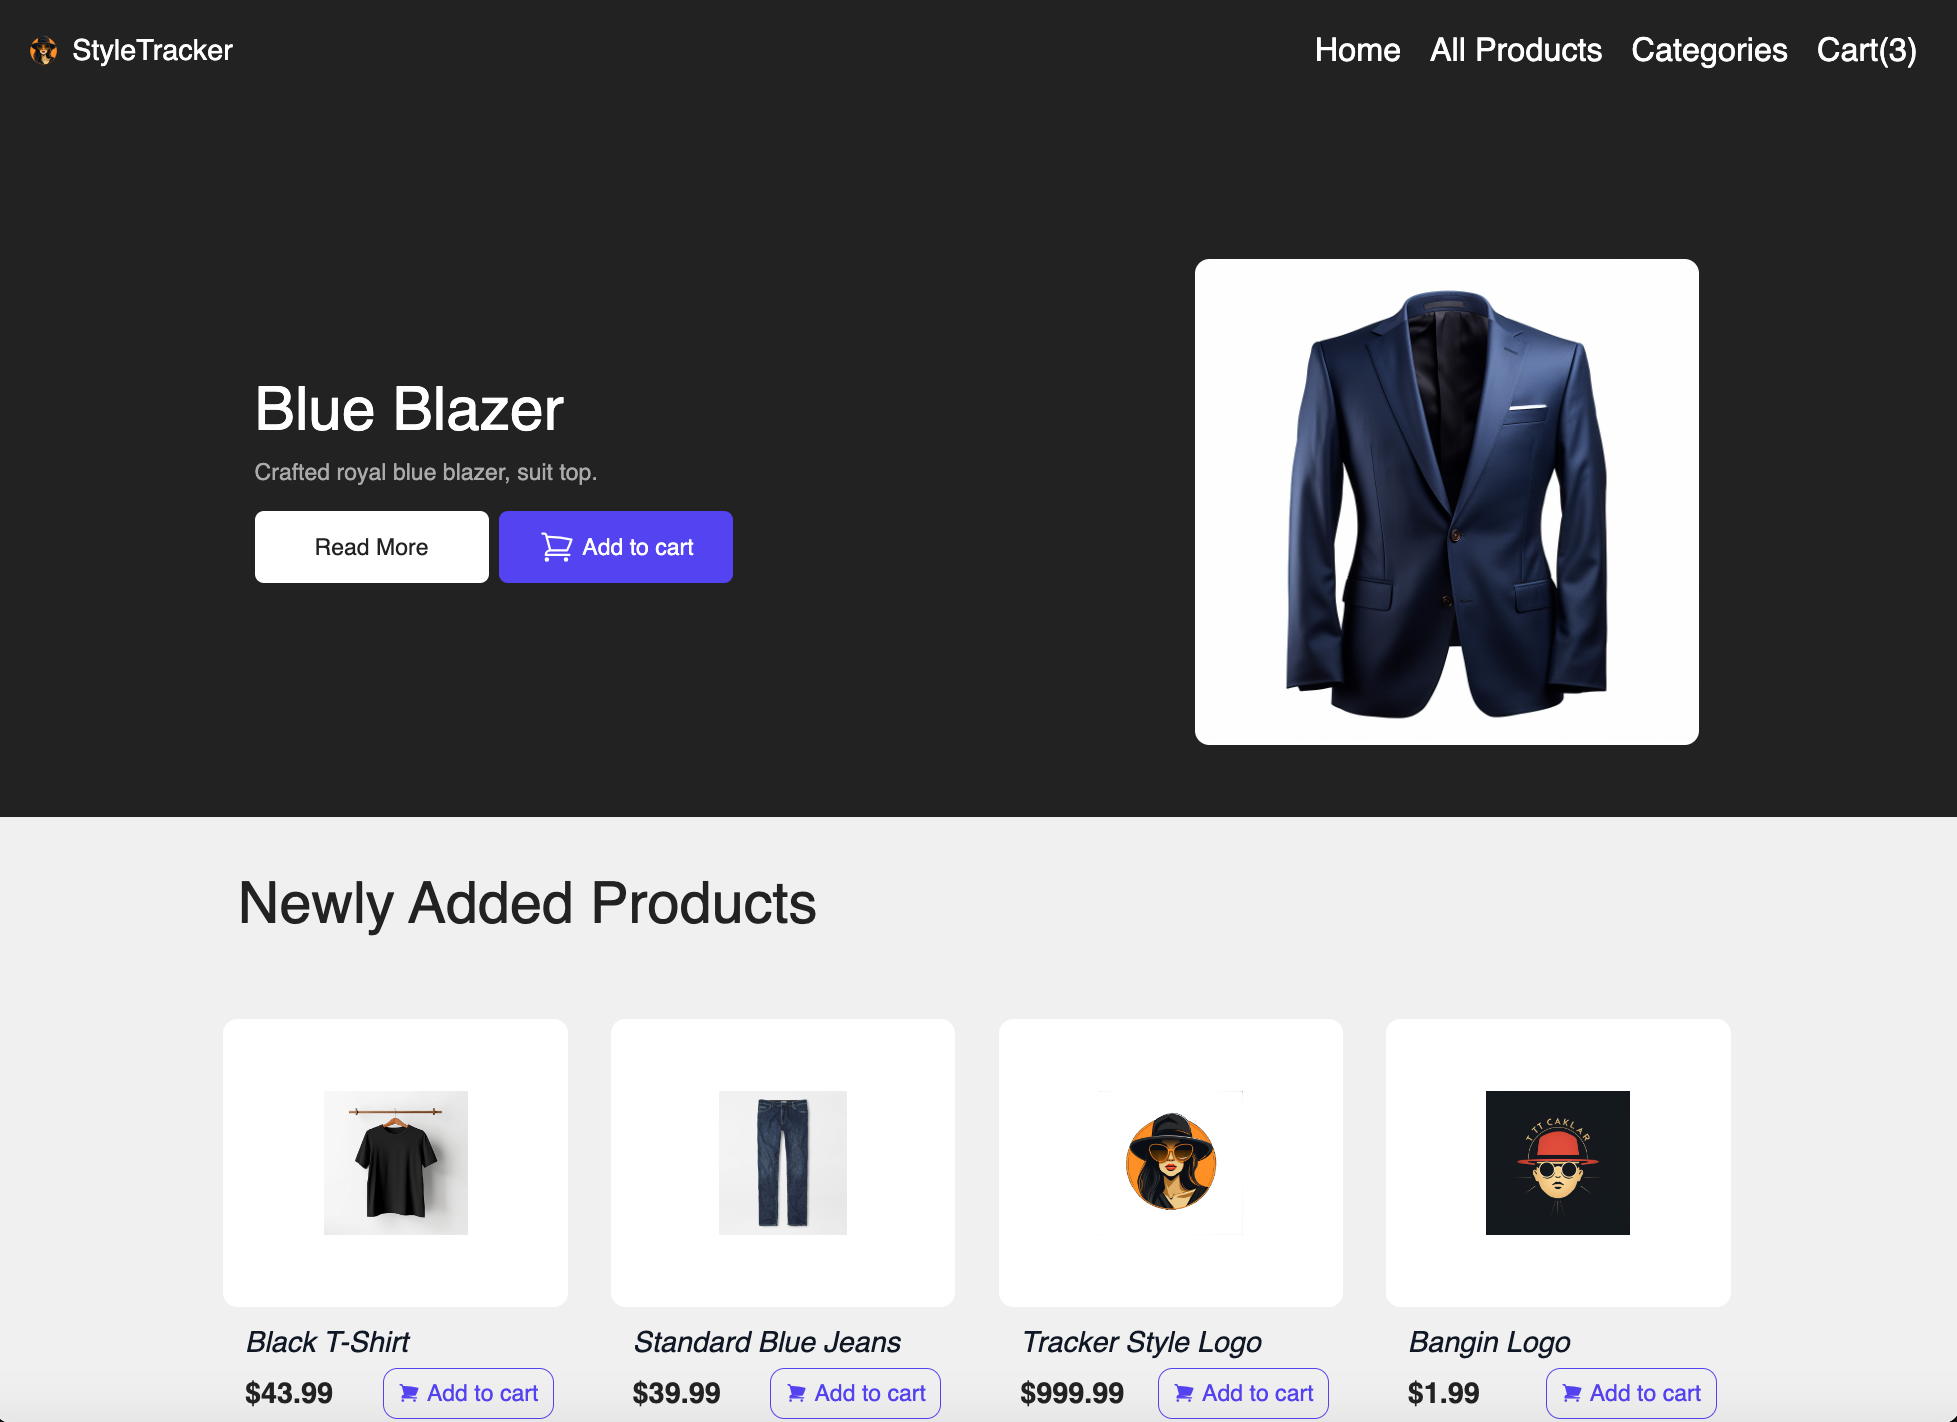 StyleTracker
Home All Products Categories Cart(3)
Blue Blazer
Crafted royal blue blazer, suit top.
Read More Add to cart
Newly Added Products
T TT CAKLAR
Black T-Shirt Standard Blue Jeans Tracker Style Logo Bangin Logo
$43.99 Add to cart $39.99 Add to cart $999.99 Add to cart $1.99 Add to cart